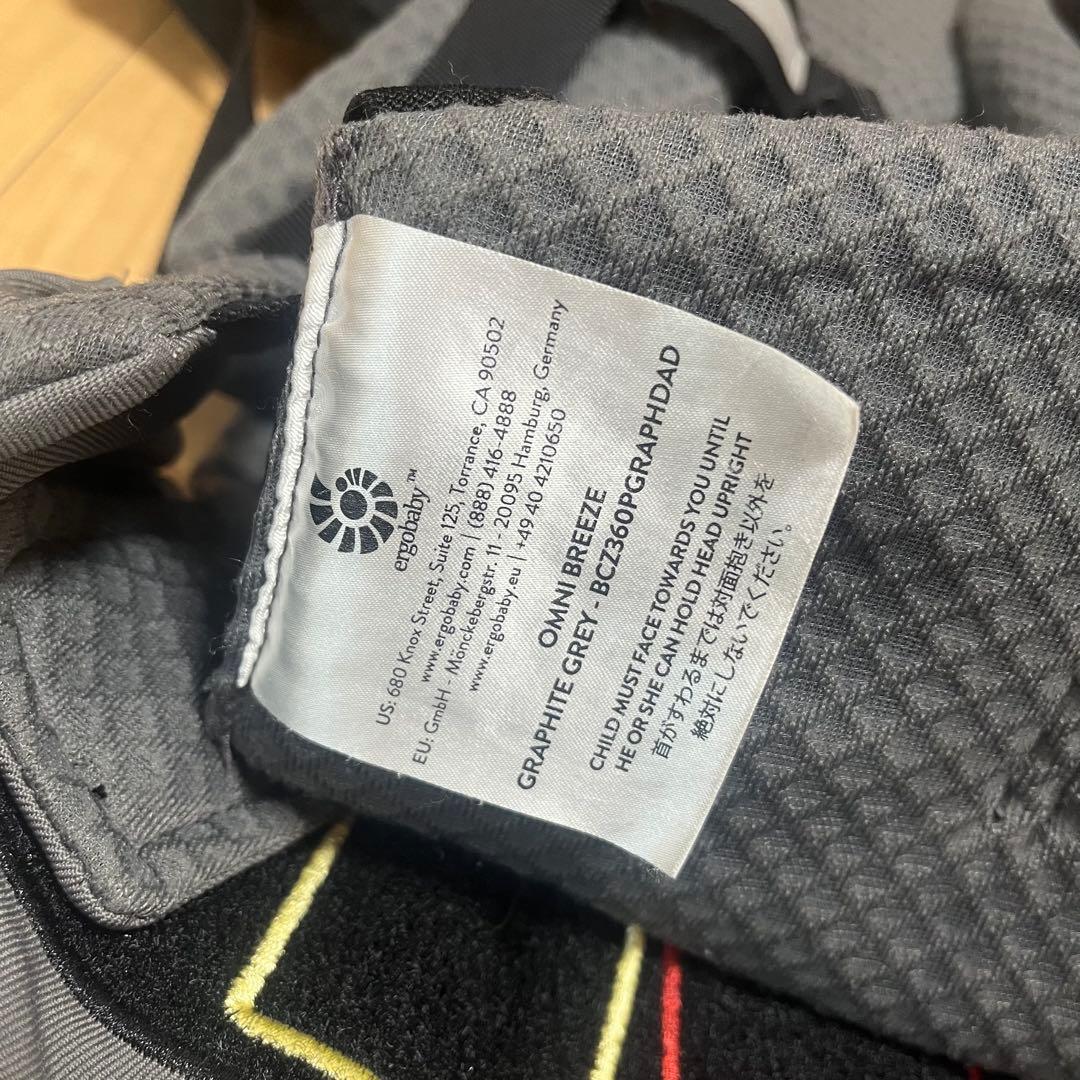 ergobaby™
US: 680 Knox Street, Suite 125, Torrance, CA 90502
www.ergobaby.com | (888) 416-4888
EU: GmbH - Mönckebergstr. 11 - 20095 Hamburg, Germany
www.ergobaby.eu | +49 40 4210650
OMNI BREEZE
GRAPHITE GREY - BCZ360PGRAPHDAD
CHILD MUST FACE TOWARDS YOU UNTIL
HE OR SHE CAN HOLD HEAD UPRIGHT
首がすわるまでは対面抱き以外を
絶対にしないでください。